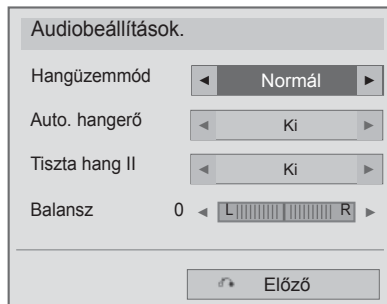 Audiobeállítások.
Hangüzemmód ◄ Normál ►
Auto. hangerő ◄ Ki ►
Tiszta hang II ◄ Ki ►
Balansz 0 ◄ L R ►
Előző